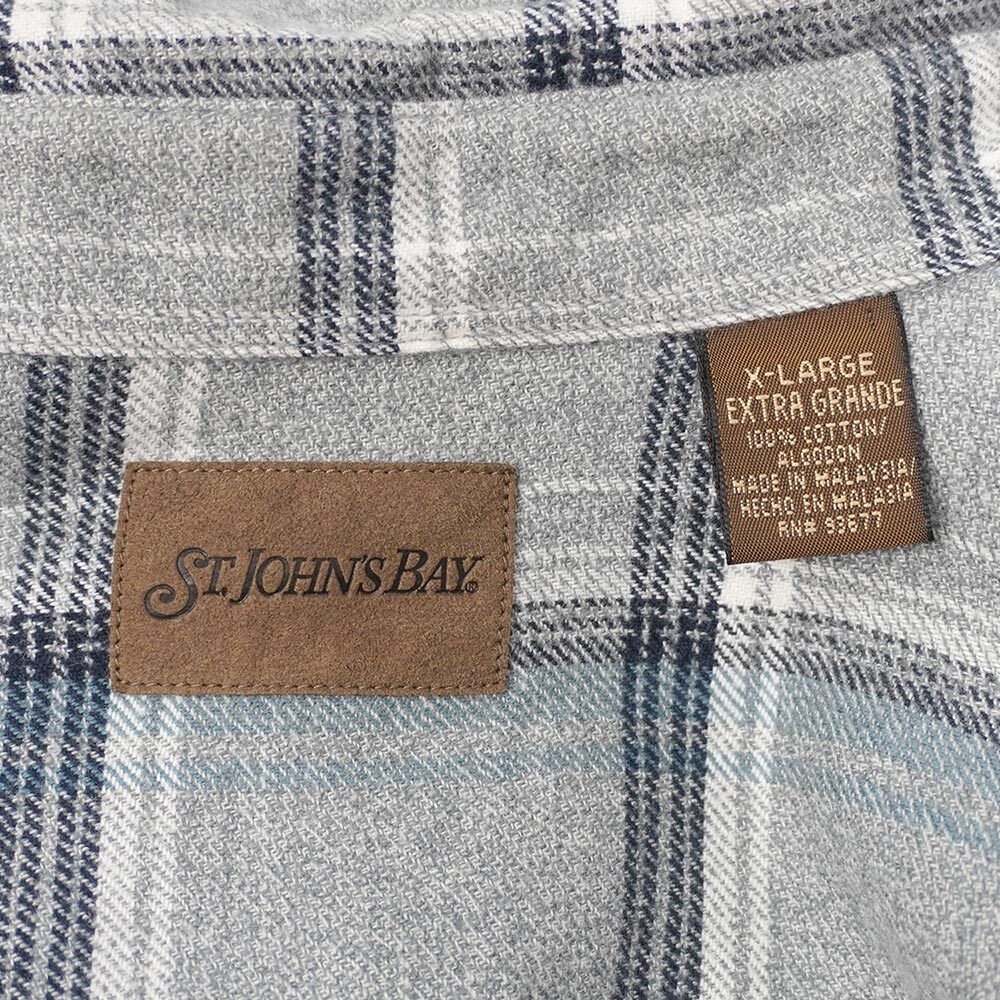 ST. JOHN'S BAY®
X-LARGE
EXTRA GRANDE
100% COTTON/
ALGODON
MADE IN MALAYSIA/
HECHO EN MALASIA
RN# 93677